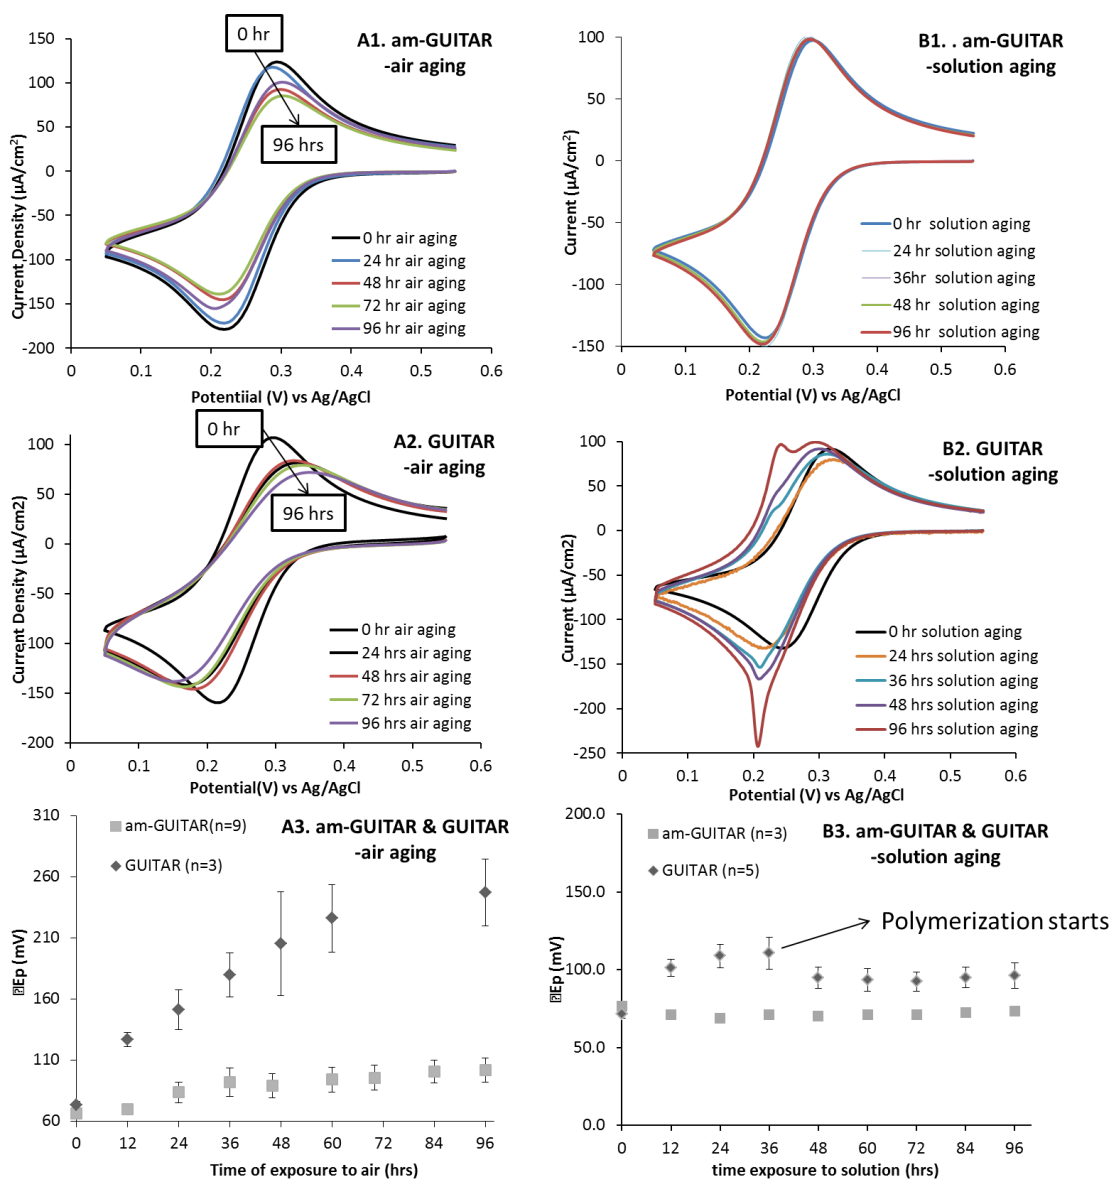 A1. am-GUITAR
-air aging
0 hr
96 hrs
150
100
50
0
-50
-100
-150
-200
Current Density (µA/cm²)
0 hr air aging
24 hr air aging
48 hr air aging
72 hr air aging
96 hr air aging
0 0.1 0.2 0.3 0.4 0.5 0.6
Potentiial (V) vs Ag/AgCl
B1. . am-GUITAR
-solution aging
100
50
0
-50
-100
-150
Current (µA/cm²)
0 hr solution aging
24 hr solution aging
36hr solution aging
48 hr solution aging
96 hr solution aging
0 0.1 0.2 0.3 0.4 0.5 0.6
Potential (V) vs Ag/AgCl
A2. GUITAR
-air aging
0 hr
96 hrs
100
50
0
-50
-100
-150
-200
Current Density (µA/cm2)
0 hr air aging
24 hrs air aging
48 hrs air aging
72 hrs air aging
96 hrs air aging
0 0.1 0.2 0.3 0.4 0.5 0.6
Potential(V) vs Ag/AgCl
B2. GUITAR
-solution aging
100
50
0
-50
-100
-150
-200
-250
Current (µA/cm2)
0 hr solution aging
24 hrs solution aging
36 hrs solution aging
48 hrs solution aging
96 hrs solution aging
0 0.1 0.2 0.3 0.4 0.5 0.6
Potential (V) vs Ag/AgCl
A3. am-GUITAR & GUITAR
-air aging
am-GUITAR(n=9)
GUITAR (n=3)
310
260
210
160
110
60
Ep (mV)
0 12 24 36 48 60 72 84 96
Time of exposure to air (hrs)
B3. am-GUITAR & GUITAR
-solution aging
am-GUITAR (n=3)
GUITAR (n=5)
Polymerization starts
200.0
150.0
100.0
50.0
0.0
Ep (mV)
0 12 24 36 48 60 72 84 96
time exposure to solution (hrs)